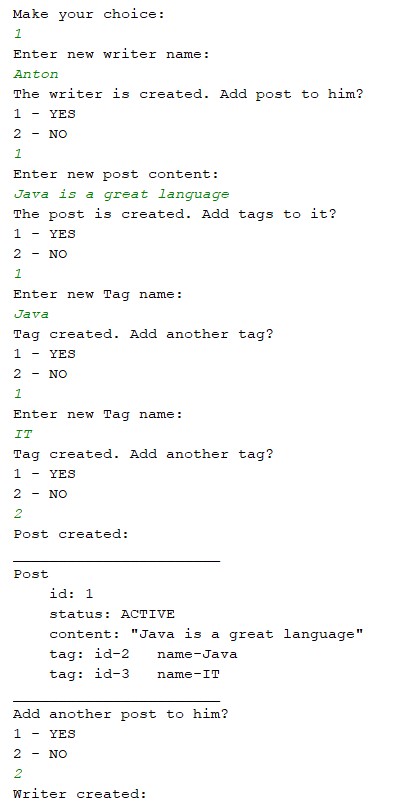 Make your choice:
1
Enter new writer name:
Anton
The writer is created. Add post to him?
1 - YES
2 - NO
1
Enter new post content:
Java is a great language
The post is created. Add tags to it?
1 - YES
2 - NO
1
Enter new Tag name:
Java
Tag created. Add another tag?
1 - YES
2 - NO
1
Enter new Tag name:
IT
Tag created. Add another tag?
1 - YES
2 - NO
2
Post created:
_______________________
Post
    id: 1
    status: ACTIVE
    content: "Java is a great language"
    tag: id-2   name-Java
    tag: id-3   name-IT
_______________________
Add another post to him?
1 - YES
2 - NO
2
Writer created: